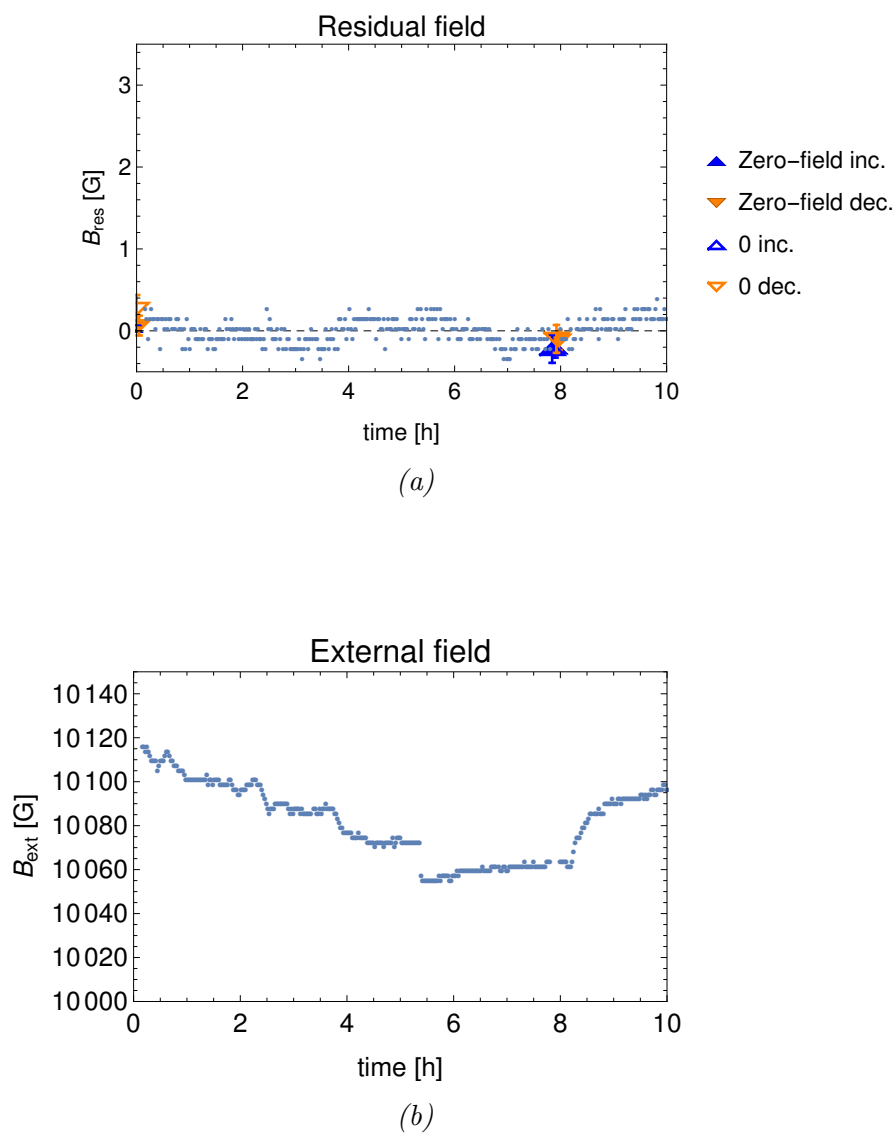 Residual field
3
2
1
0
B_res [G]
0 2 4 6 8 10
time [h]
Zero-field inc.
Zero-field dec.
0 inc.
0 dec.
(a)
External field
10 140
10 120
10 100
10 080
10 060
10 040
10 020
10 000
B_ext [G]
0 2 4 6 8 10
time [h]
(b)